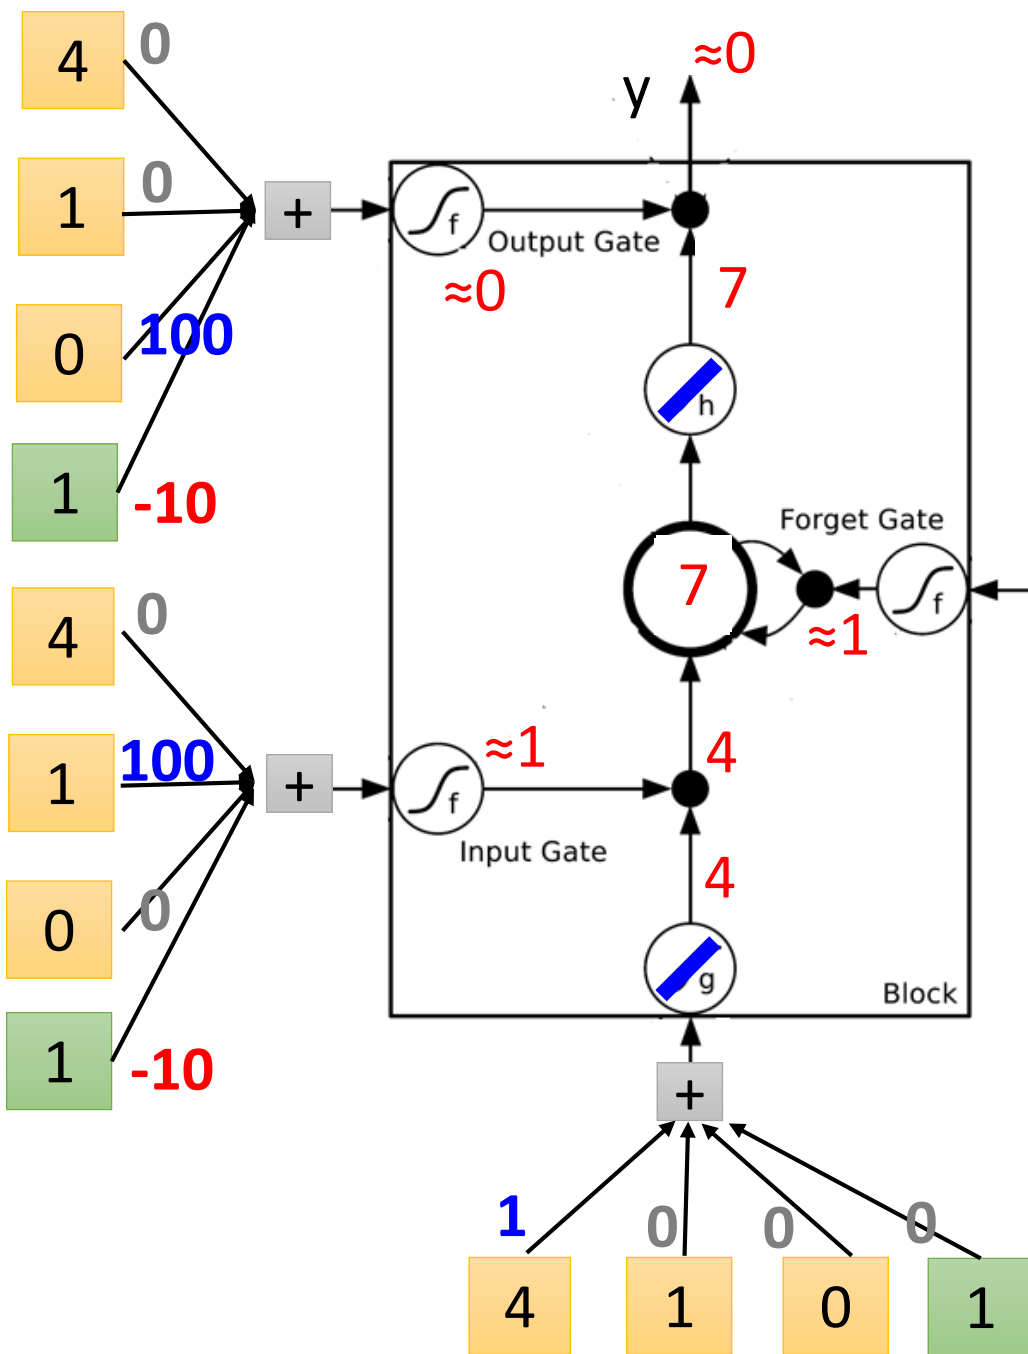 4 0
≈0
y
1 0
+
f
Output Gate
≈0
7
0 100
h
1 -10
Forget Gate
7
f
≈1
4 0
1 100
+
≈1
4
f
Input Gate
4
0 0
g
Block
1 -10
+
1 0 0 0
4 1 0 1